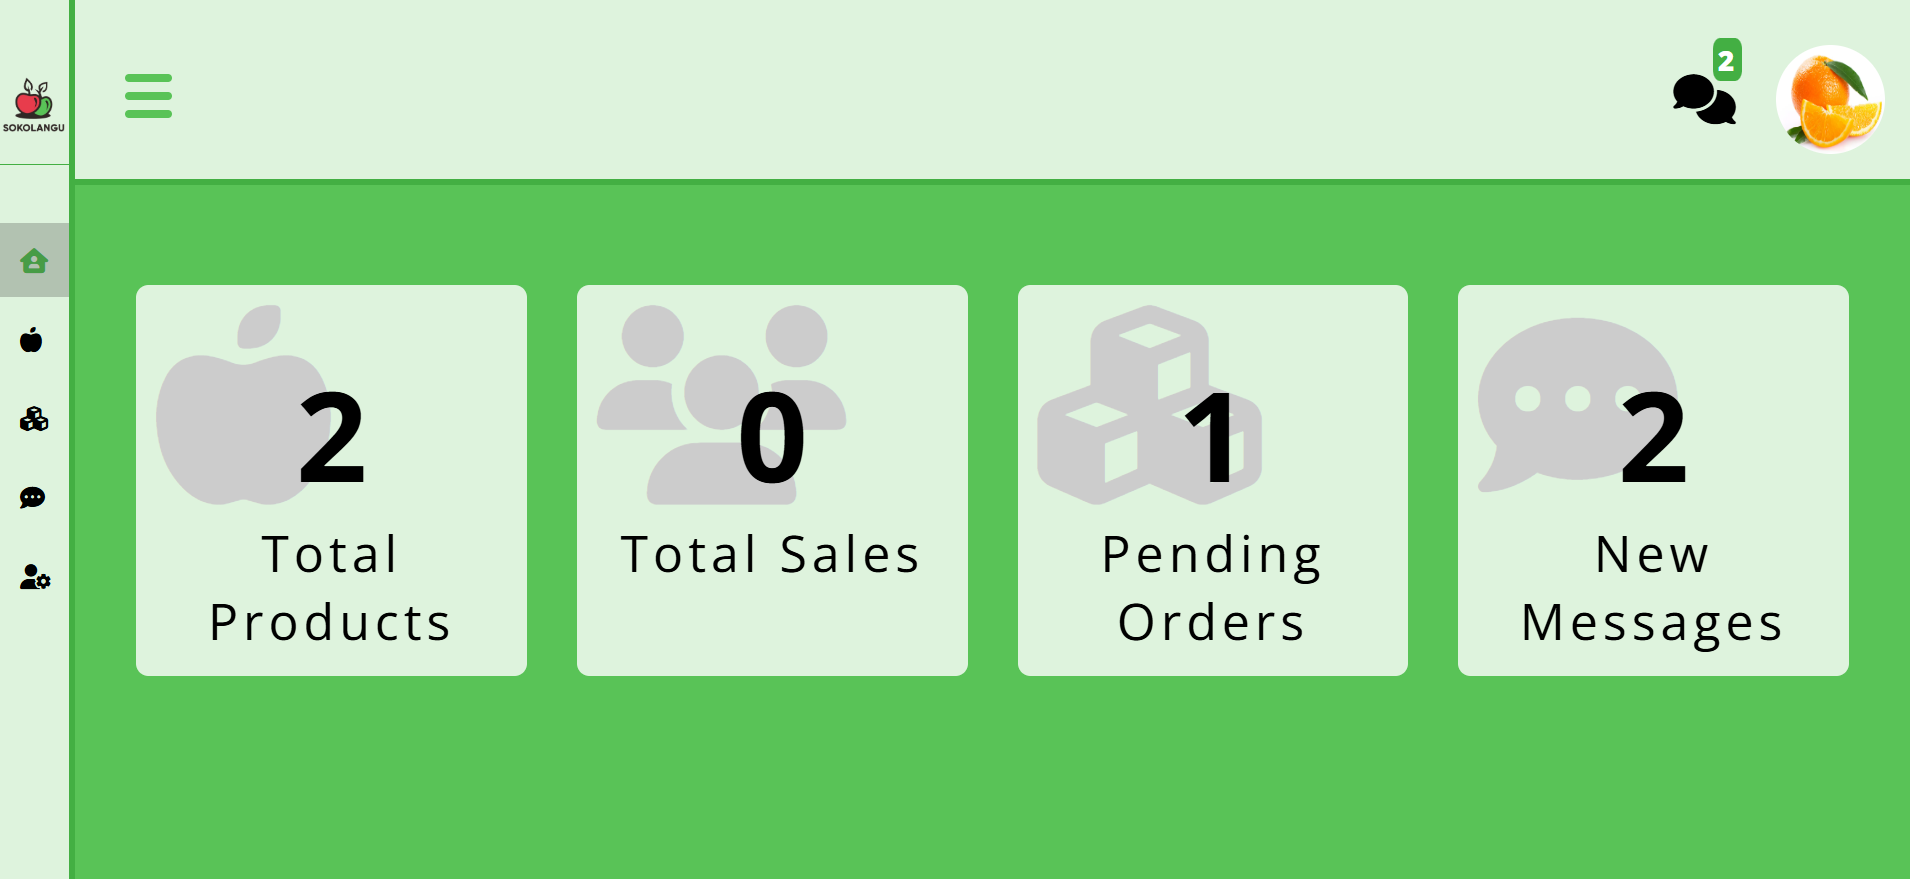 SOKOLANGU
2
2
Total
Products
0
Total Sales
1
Pending
Orders
2
New
Messages